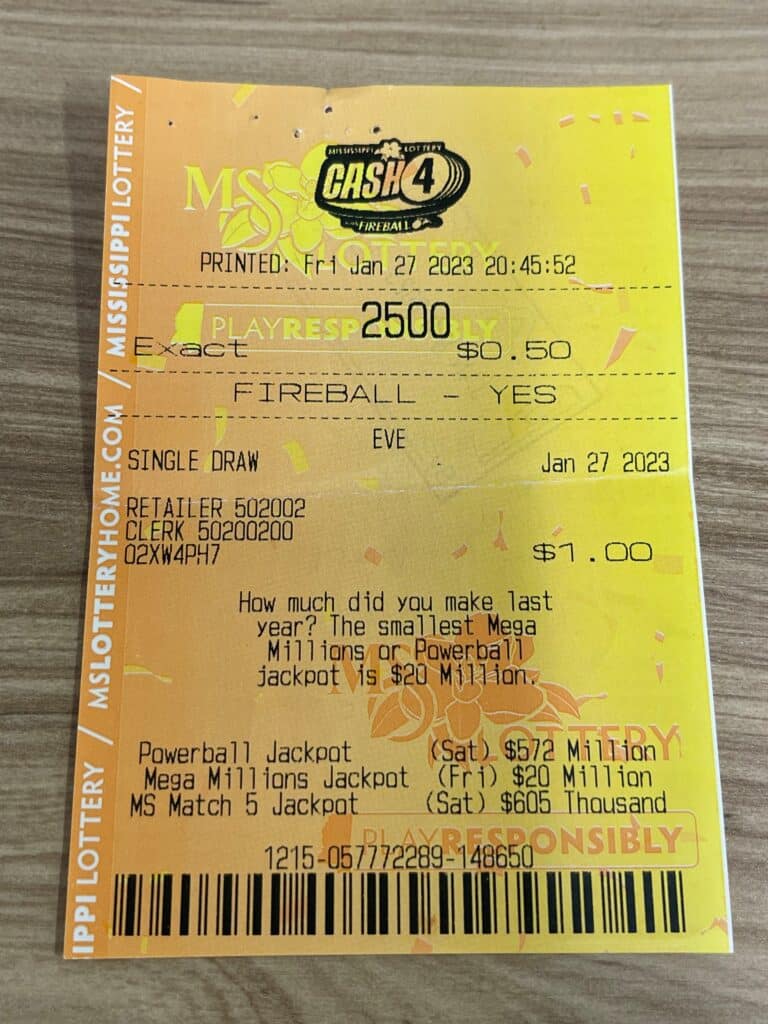 MISSISSIPPI LOTTERY
CASH 4
FIREBALL
MS
LOTTERY
PRINTED: Fri Jan 27 2023 20:45:52
2500
PLAY RESPONSIBLY
Exact $0.50
FIREBALL - YES
EVE
SINGLE DRAW Jan 27 2023
RETAILER 502002
CLERK 50200200
02XW4PH7 $1.00
How much did you make last
year? The smallest Mega
Millions or Powerball
jackpot is $20 Million.
MS
LOTTERY
Powerball Jackpot (Sat) $572 Million
Mega Millions Jackpot (Fri) $20 Million
MS Match 5 Jackpot (Sat) $605 Thousand
PLAY RESPONSIBLY
1215-057772289-148650
IPPI LOTTERY / MSLOTTERYHOME.COM / MISSISSIPPI LOTTERY /